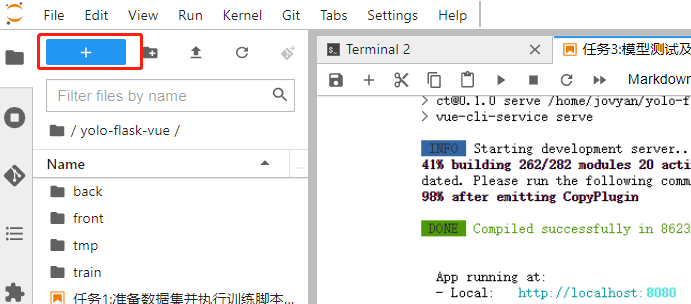 File Edit View Run Kernel Git Tabs Settings Help
Terminal 2
任务3:模型测试及
Markdown
Filter files by name
/ yolo-flask-vue /
Name
back
front
tmp
train
任务1:准备数据集并执行训练脚本...
> ct@0.1.0 serve /home/jovyan/yolo-f
> vue-cli-service serve
INFO Starting development server..
41% building 262/282 modules 20 acti
dated. Please run the following comm
98% after emitting CopyPlugin
DONE Compiled successfully in 8623
App running at:
- Local: http://localhost:8080